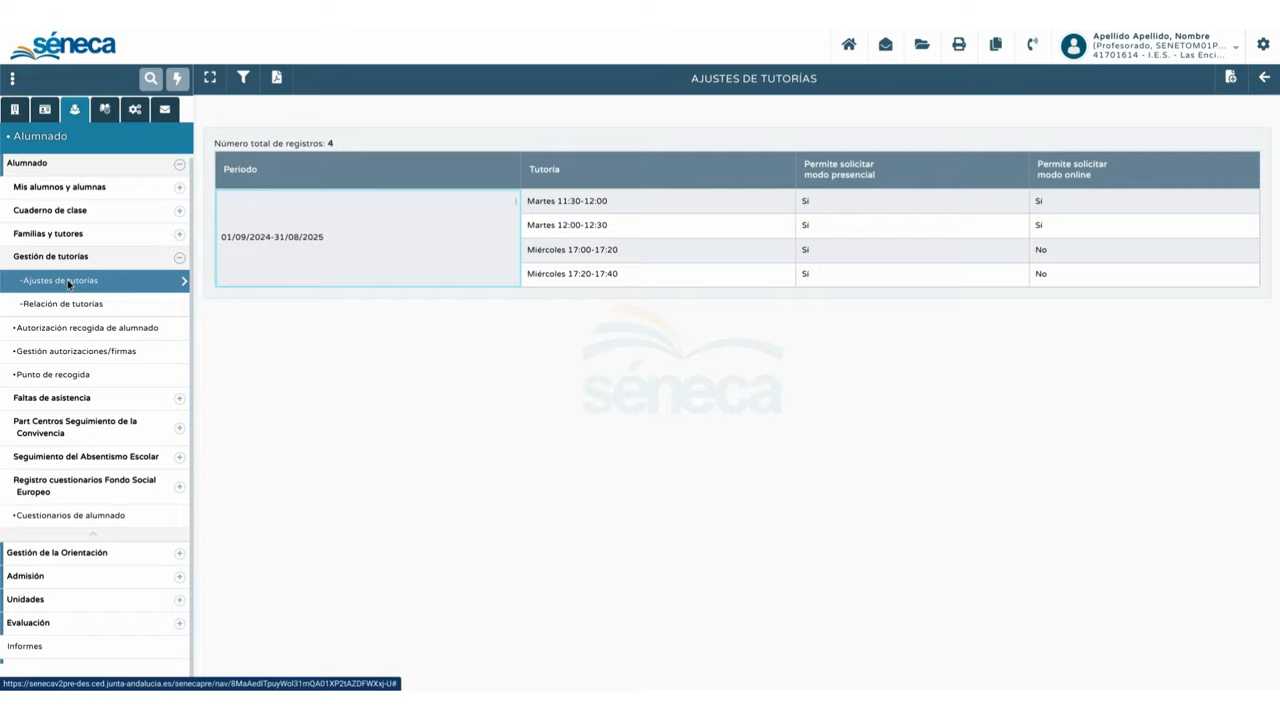 séneca
Apellido Apellido, Nombre
(Profesorado, SENETOM01P...
41701614 - I.E.S. - Las Enci...
AJUSTES DE TUTORÍAS
• Alumnado
Alumnado
Mis alumnos y alumnas
Cuaderno de clase
Familias y tutores
Gestión de tutorías
-Ajustes de tutorías
-Relación de tutorías
•Autorización recogida de alumnado
•Gestión autorizaciones/firmas
•Punto de recogida
Faltas de asistencia
Part Centros Seguimiento de la
Convivencia
Seguimiento del Absentismo Escolar
Registro cuestionarios Fondo Social
Europeo
•Cuestionarios de alumnado
Gestión de la Orientación
Admisión
Unidades
Evaluación
Informes
Número total de registros: 4
Periodo Tutoría Permite solicitar modo presencial Permite solicitar modo online
01/09/2024-31/08/2025
Martes 11:30-12:00 Sí Sí
Martes 12:00-12:30 Sí Sí
Miércoles 17:00-17:20 Sí No
Miércoles 17:20-17:40 Sí No
séneca